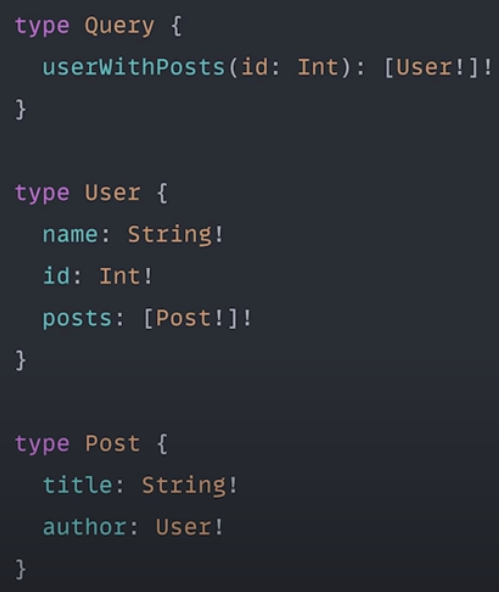 type Query {
  userWithPosts(id: Int): [User!]!
}

type User {
  name: String!
  id: Int!
  posts: [Post!]!
}

type Post {
  title: String!
  author: User!
}